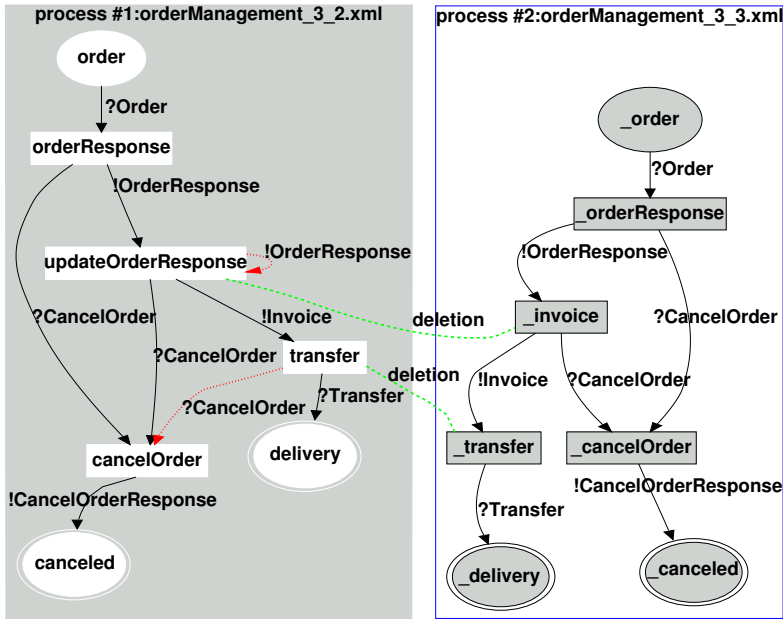 process #1:orderManagement_3_2.xml
order
?Order
orderResponse
!OrderResponse
updateOrderResponse
!OrderResponse
?CancelOrder
!Invoice
?CancelOrder
transfer
?CancelOrder
?Transfer
cancelOrder
delivery
!CancelOrderResponse
canceled
deletion
deletion
process #2:orderManagement_3_3.xml
_order
?Order
_orderResponse
!OrderResponse
_invoice
?CancelOrder
!Invoice
?CancelOrder
_transfer
_cancelOrder
!CancelOrderResponse
?Transfer
_delivery
_canceled